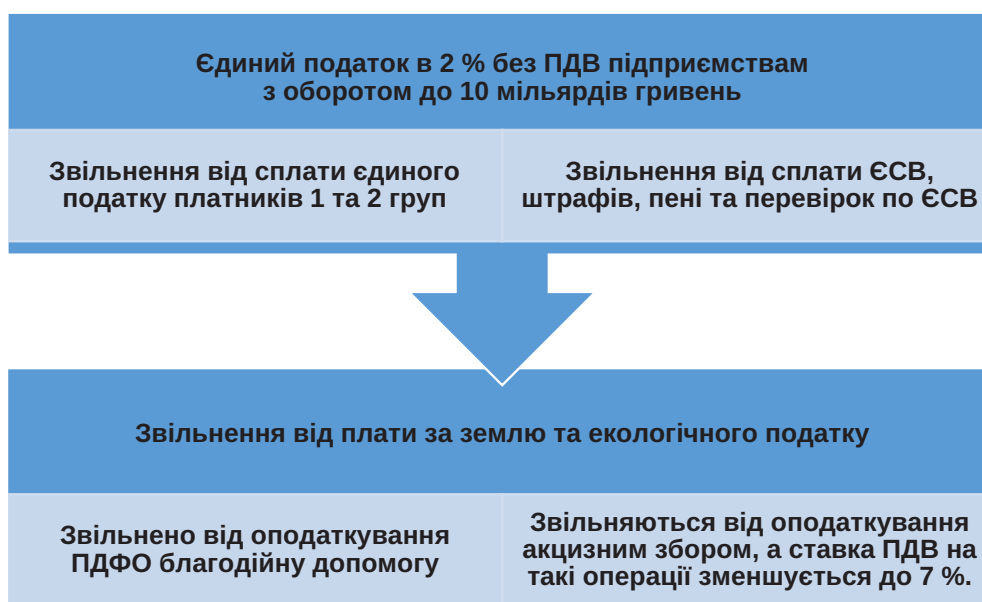 Єдиний податок в 2 % без ПДВ підприємствам
з оборотом до 10 мільярдів гривень
Звільнення від сплати єдиного
податку платників 1 та 2 груп
Звільнення від сплати ЄСВ,
штрафів, пені та перевірок по ЄСВ
Звільнення від плати за землю та екологічного податку
Звільнено від оподаткування
ПДФО благодійну допомогу
Звільняються від оподаткування
акцизним збором, а ставка ПДВ на
такі операції зменшується до 7 %.